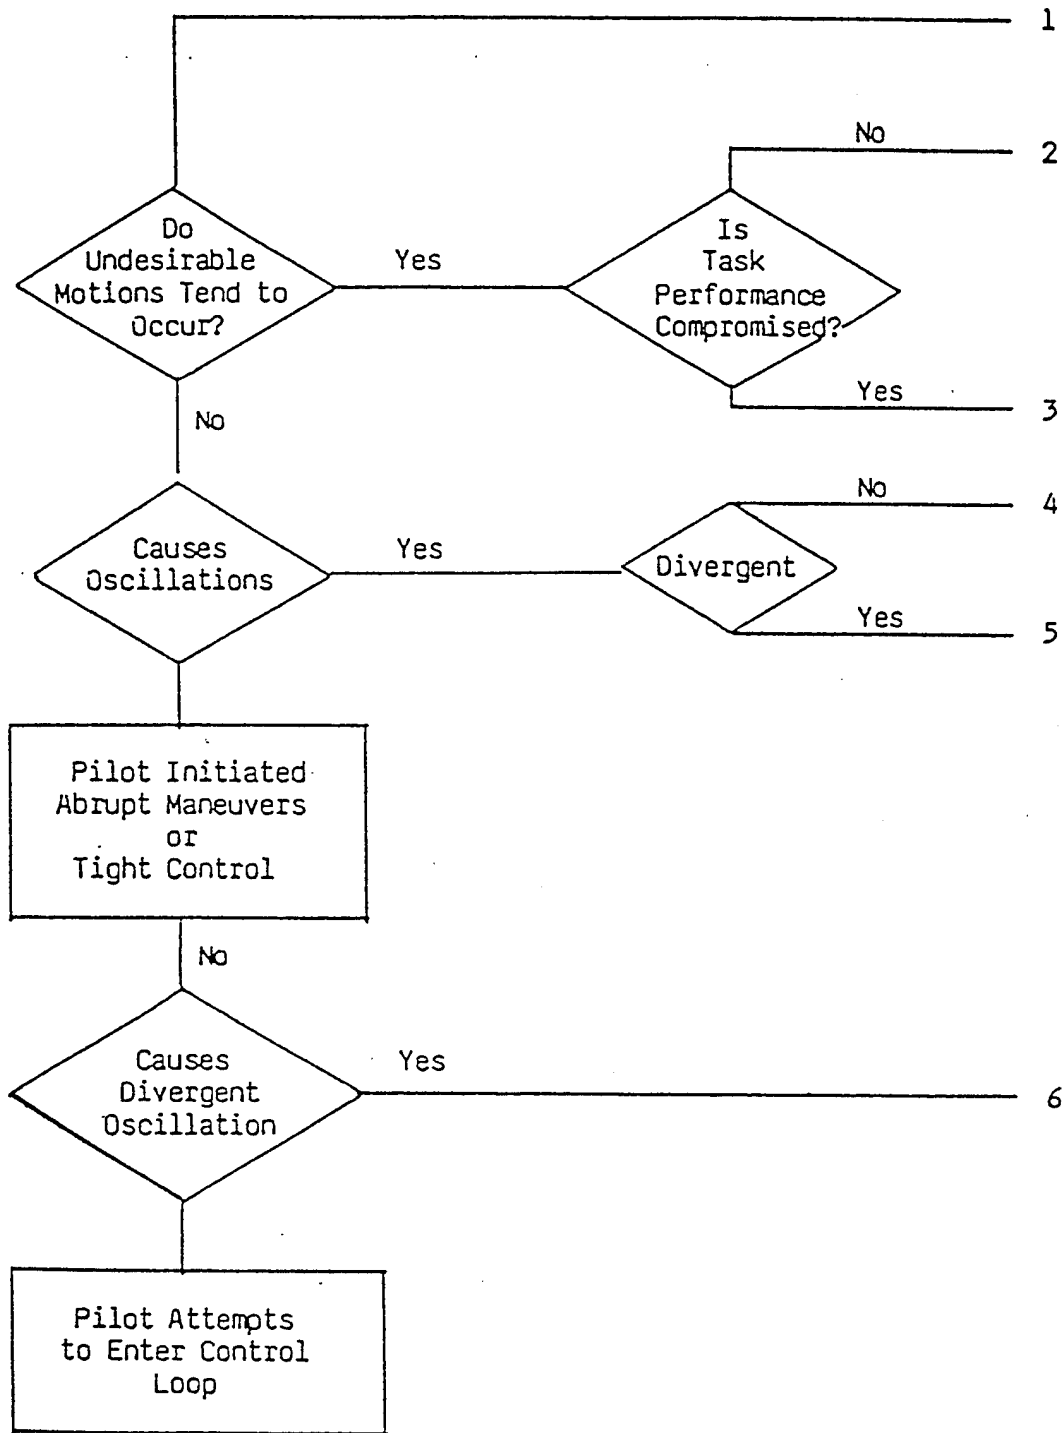 1
No
2
Do
Undesirable
Motions Tend to
Occur?
Yes
Is
Task
Performance
Compromised?
Yes
3
No
No
4
Causes
Oscillations
Yes
Divergent
Yes
5
Pilot Initiated
Abrupt Maneuvers
or
Tight Control
No
Causes
Divergent
Oscillation
Yes
6
Pilot Attempts
to Enter Control
Loop